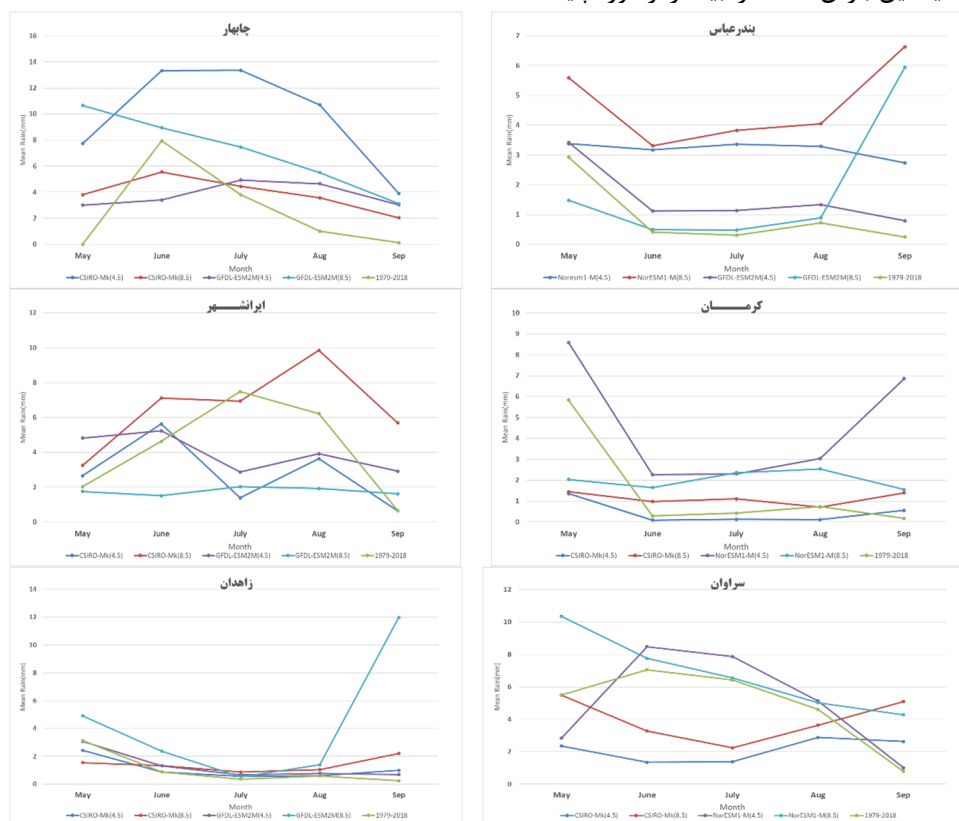 چابهار
16
14
12
10
8
6
4
2
0
Mean Rain(mm)
May June July Aug Sep
Month
CSIRO-Mk(4.5) CSIRO-Mk(8.5) GFDL-ESM2M(4.5) GFDL-ESM2M(8.5) 1979-2018
بندرعباس
7
6
5
4
3
2
1
0
Mean Rain(mm)
May June July Aug Sep
Month
Noresm1-M(4.5) NorESM1-M(8.5) GFDL-ESM2M(4.5) GFDL-ESM2M(8.5) 1979-2018
ایرانشـــــهر
12
10
8
6
4
2
0
Mean Rain(mm)
May June July Aug Sep
Month
CSIRO-Mk(4.5) CSIRO-Mk(8.5) GFDL-ESM2M(4.5) GFDL-ESM2M(8.5) 1979-2018
کرمـــــان
10
9
8
7
6
5
4
3
2
1
0
Mean Rain(mm)
May June July Aug Sep
Month
CSIRO-Mk(4.5) CSIRO-Mk(8.5) NorESM1-M(4.5) NorESM1-M(8.5) 1979-2018
زاهدان
14
12
10
8
6
4
2
0
Mean Rain(mm)
May June July Aug Sep
Month
CSIRO-Mk(4.5) CSIRO-Mk(8.5) GFDL-ESM2M(4.5) GFDL-ESM2M(8.5) 1979-2018
سراوان
12
10
8
6
4
2
0
Mean Rain(mm)
May June July Aug Sep
Month
CSIRO-Mk(4.5) CSIRO-Mk(8.5) NorESM1-M(4.5) NorESM1-M(8.5) 1979-2018